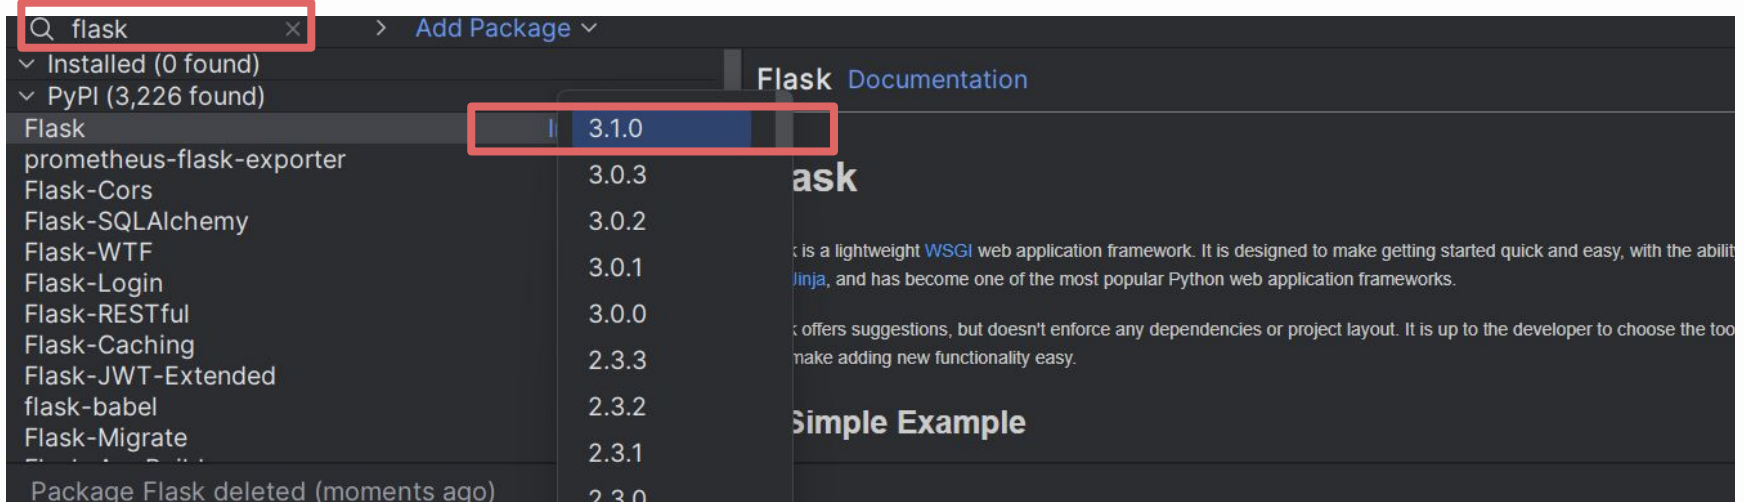 flask
Add Package
Installed (0 found)
PyPI (3,226 found)
Flask
prometheus-flask-exporter
Flask-Cors
Flask-SQLAlchemy
Flask-WTF
Flask-Login
Flask-RESTful
Flask-Caching
Flask-JWT-Extended
flask-babel
Flask-Migrate
Package Flask deleted (moments ago)
3.1.0
3.0.3
3.0.2
3.0.1
3.0.0
2.3.3
2.3.2
2.3.1
2.3.0
Flask Documentation
ask
is a lightweight WSGI web application framework. It is designed to make getting started quick and easy, with the
Jinja, and has become one of the most popular Python web application frameworks.
offers suggestions, but doesn't enforce any dependencies or project layout. It is up to the developer to choose the
make adding new functionality easy.
Simple Example